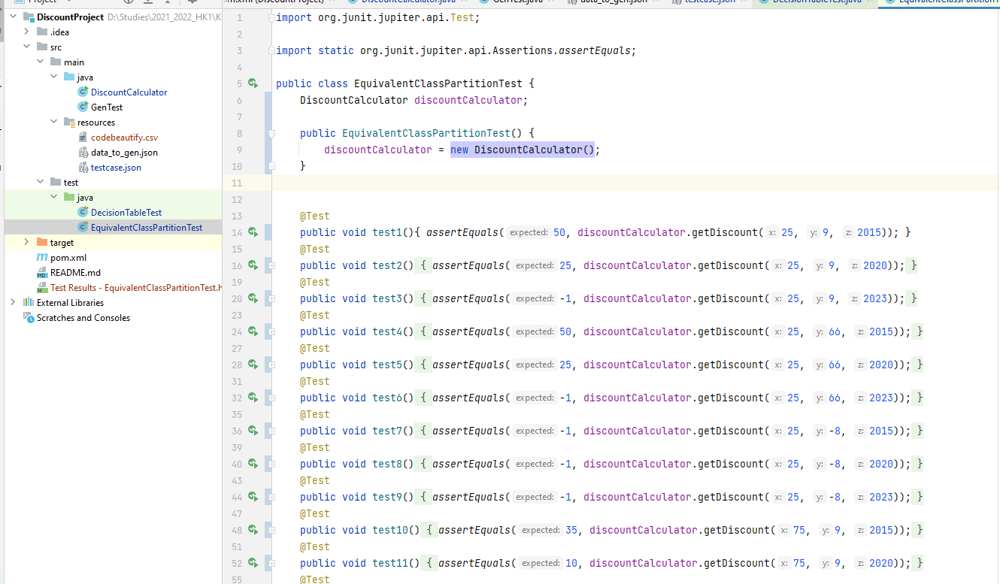 Project
m.xml (DiscountProject)
DiscountCalculator.java
GenTest.java
data_to_gen.json
testcase.json
DecisionTableTest.java
DiscountProject D:\Studies\2021_2022_HK1\K
.idea
src
main
java
DiscountCalculator
GenTest
resources
codebeautify.csv
data_to_gen.json
testcase.json
test
java
DecisionTableTest
EquivalentClassPartitionTest
target
pom.xml
README.md
Test Results - EquivalentClassPartitionTest.h
External Libraries
Scratches and Consoles
1 import org.junit.jupiter.api.Test;
2
3 import static org.junit.jupiter.api.Assertions.assertEquals;
4
5 public class EquivalentClassPartitionTest {
6 DiscountCalculator discountCalculator;
7
8 public EquivalentClassPartitionTest() {
9 discountCalculator = new DiscountCalculator();
10 }
11
12
13 @Test
14 public void test1(){ assertEquals( expected: 50, discountCalculator.getDiscount( x: 25, y: 9, z: 2015)); }
15 @Test
16 public void test2() { assertEquals( expected: 25, discountCalculator.getDiscount( x: 25, y: 9, z: 2020)); }
19 @Test
20 public void test3() { assertEquals( expected: -1, discountCalculator.getDiscount( x: 25, y: 9, z: 2023)); }
23 @Test
24 public void test4() { assertEquals( expected: 50, discountCalculator.getDiscount( x: 25, y: 66, z: 2015)); }
27 @Test
28 public void test5() { assertEquals( expected: 25, discountCalculator.getDiscount( x: 25, y: 66, z: 2020)); }
31 @Test
32 public void test6() { assertEquals( expected: -1, discountCalculator.getDiscount( x: 25, y: 66, z: 2023)); }
35 @Test
36 public void test7() { assertEquals( expected: -1, discountCalculator.getDiscount( x: 25, y: -8, z: 2015)); }
39 @Test
40 public void test8() { assertEquals( expected: -1, discountCalculator.getDiscount( x: 25, y: -8, z: 2020)); }
43 @Test
44 public void test9() { assertEquals( expected: -1, discountCalculator.getDiscount( x: 25, y: -8, z: 2023)); }
47 @Test
48 public void test10() { assertEquals( expected: 35, discountCalculator.getDiscount( x: 75, y: 9, z: 2015)); }
51 @Test
52 public void test11() { assertEquals( expected: 10, discountCalculator.getDiscount( x: 75, y: 9, z: 2020)); }
55 @Test